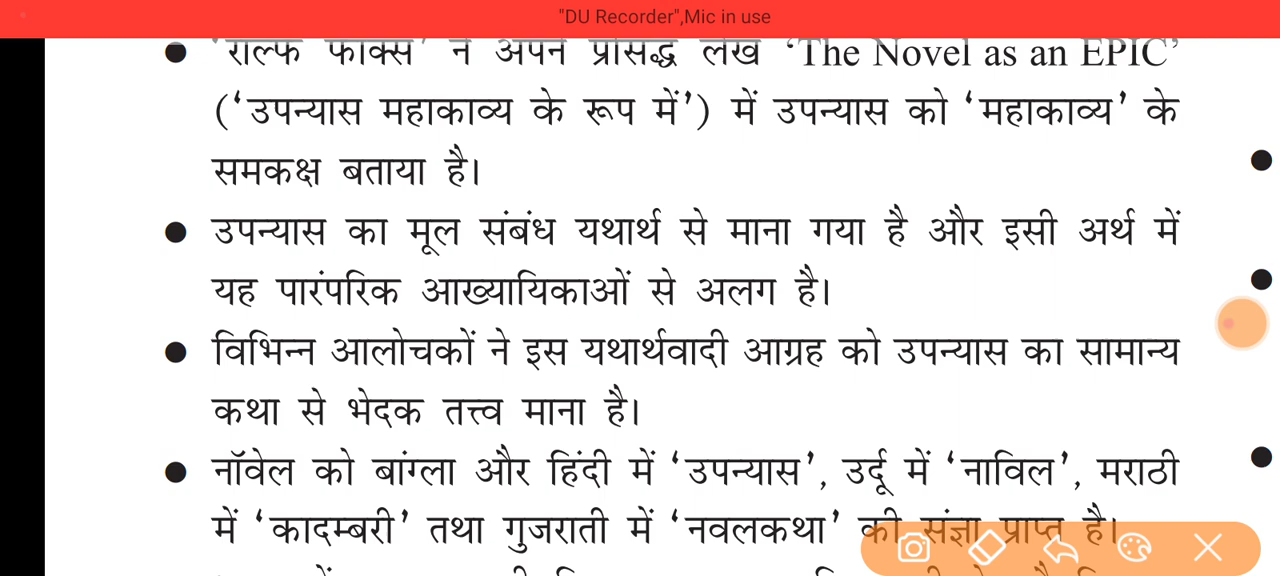 "DU Recorder",Mic in use
● 'रॉल्फ फॉक्स' ने अपने प्रसिद्ध लेख 'The Novel as an EPIC'
('उपन्यास महाकाव्य के रूप में') में उपन्यास को 'महाकाव्य' के
समकक्ष बताया है।
● उपन्यास का मूल संबंध यथार्थ से माना गया है और इसी अर्थ में
यह पारंपरिक आख्यायिकाओं से अलग है।
● विभिन्न आलोचकों ने इस यथार्थवादी आग्रह को उपन्यास का सामान्य
कथा से भेदक तत्त्व माना है।
● नॉवेल को बांग्ला और हिंदी में 'उपन्यास', उर्दू में 'नाविल', मराठी
में 'कादम्बरी' तथा गुजराती में 'नवलकथा' की संज्ञा प्राप्त है।